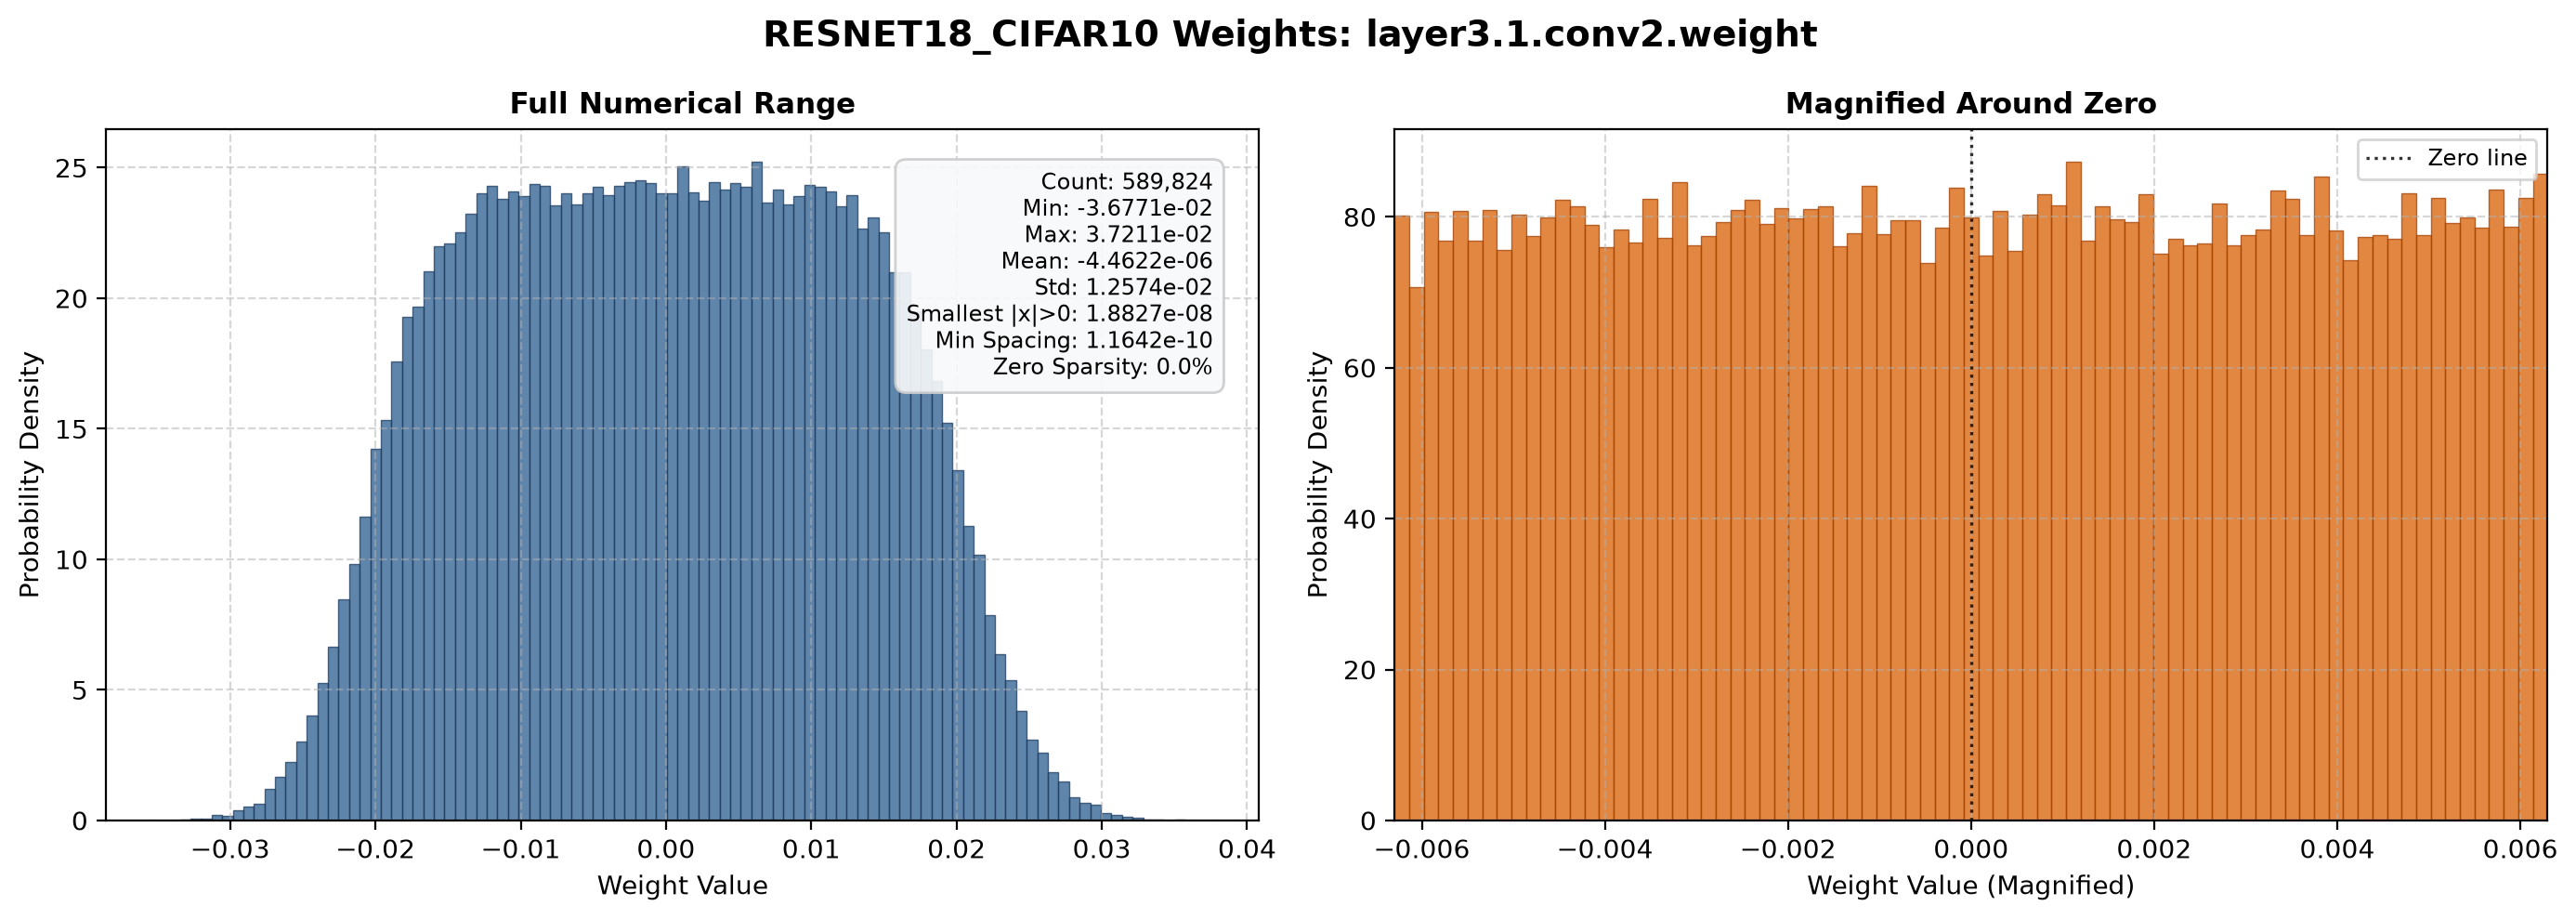 RESNET18_CIFAR10 Weights: layer3.1.conv2.weight
Full Numerical Range
Probability Density
25
20
15
10
5
0
Count: 589,824
Min: -3.6771e-02
Max: 3.7211e-02
Mean: -4.4622e-06
Std: 1.2574e-02
Smallest |x|>0: 1.8827e-08
Min Spacing: 1.1642e-10
Zero Sparsity: 0.0%
−0.03 −0.02 −0.01 0.00 0.01 0.02 0.03 0.04
Weight Value
Magnified Around Zero
Probability Density
80
60
40
20
0
Zero line
−0.006 −0.004 −0.002 0.000 0.002 0.004 0.006
Weight Value (Magnified)